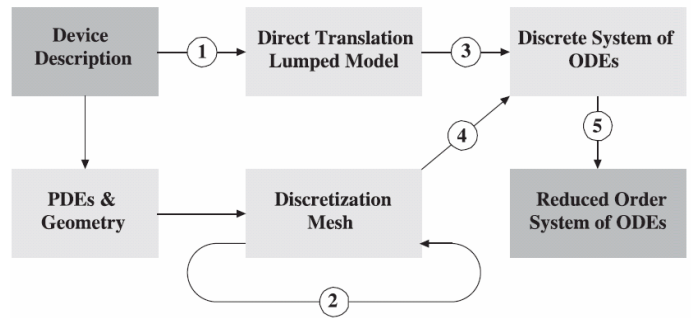 Device
Description
1
Direct Translation
Lumped Model
3
Discrete System of
ODEs
4
5
PDEs &
Geometry
Discretization
Mesh
Reduced Order
System of ODEs
2